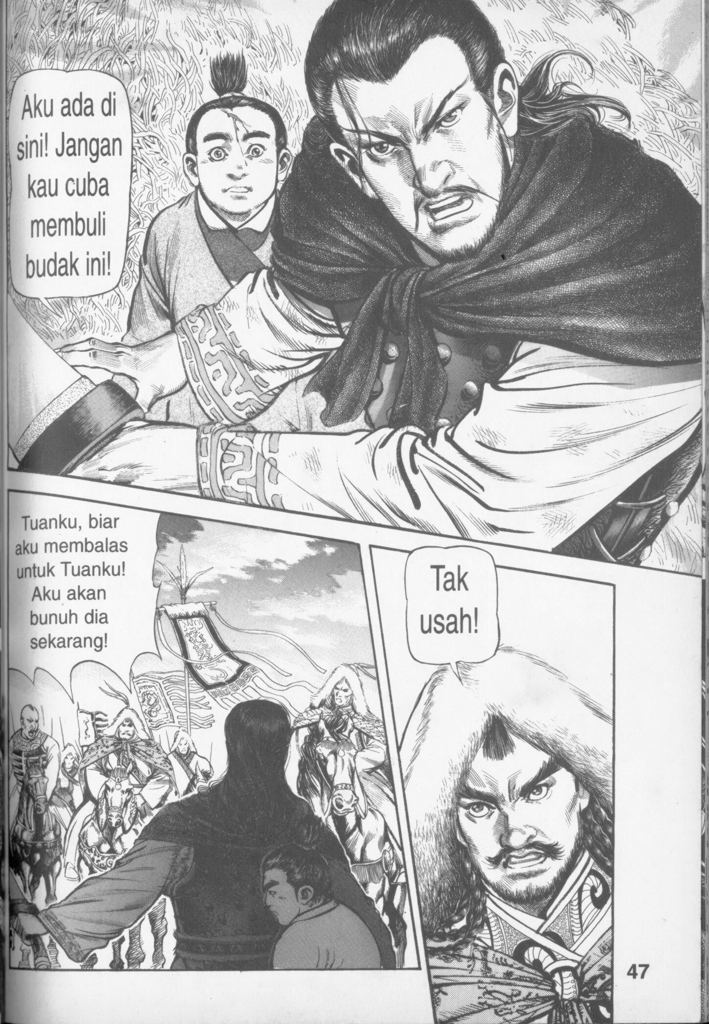 Aku ada di
sini! Jangan
kau cuba
membuli
budak ini!
Tuanku, biar
aku membalas
untuk Tuanku!
Aku akan
bunuh dia
sekarang!
Tak
usah!
47